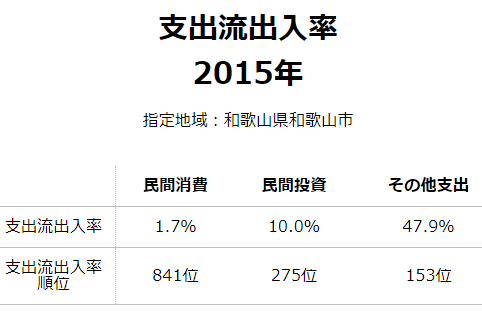 支出流出入率
2015年
指定地域：和歌山県和歌山市
民間消費 民間投資 その他支出
支出流出入率 1.7% 10.0% 47.9%
支出流出入率
順位 841位 275位 153位